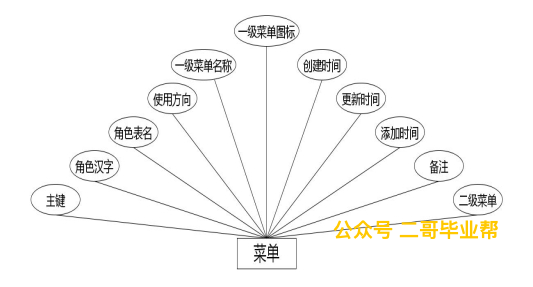 一级菜单图标
一级菜单名称
创建时间
使用方向
更新时间
角色表名
添加时间
角色汉字
备注
主键
二级菜单
公众号 二哥毕业帮
菜单